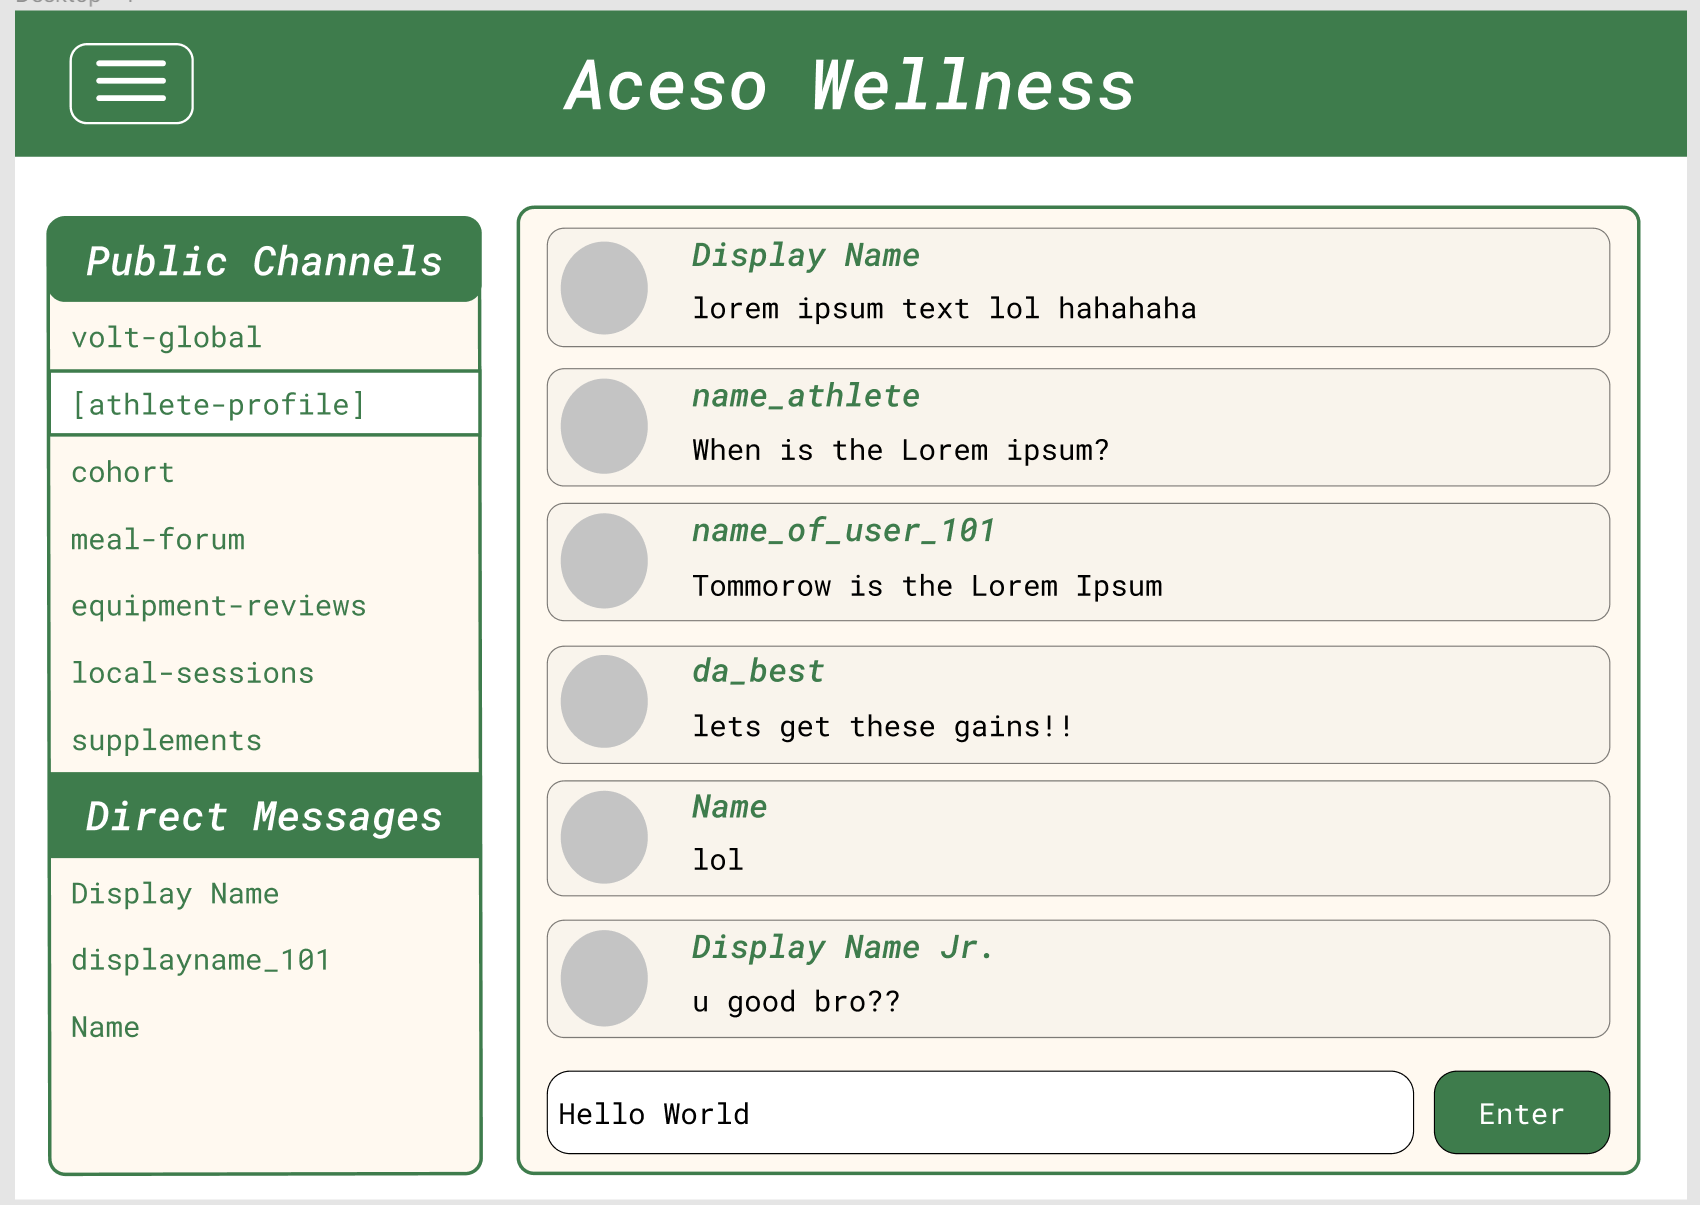 Aceso Wellness
Public Channels
volt-global
[athlete-profile]
cohort
meal-forum
equipment-reviews
local-sessions
supplements
Direct Messages
Display Name
displayname_101
Name
Display Name
lorem ipsum text lol hahahaha
name_athlete
When is the Lorem ipsum?
name_of_user_101
Tommorow is the Lorem Ipsum
da_best
lets get these gains!!
Name
lol
Display Name Jr.
u good bro??
Hello World
Enter